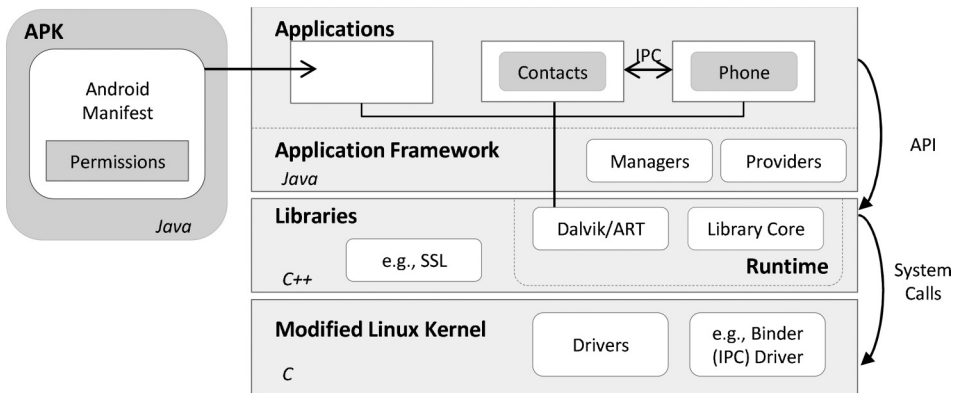 APK
Android
Manifest
Permissions
Java
Applications
Contacts
IPC
Phone
Application Framework
Java
Managers
Providers
API
Libraries
e.g., SSL
C++
Dalvik/ART
Library Core
Runtime
System
Calls
Modified Linux Kernel
C
Drivers
e.g., Binder
(IPC) Driver